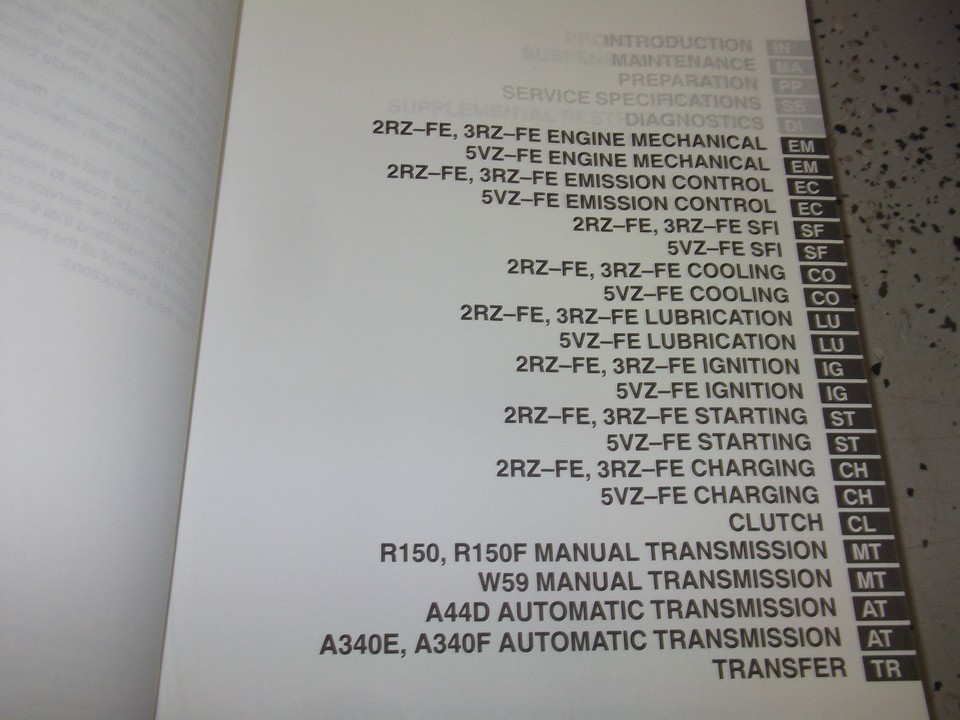 INTRODUCTION IN
MAINTENANCE MA
PREPARATION PP
SERVICE SPECIFICATIONS SS
DIAGNOSTICS DI
2RZ–FE, 3RZ–FE ENGINE MECHANICAL EM
5VZ–FE ENGINE MECHANICAL EM
2RZ–FE, 3RZ–FE EMISSION CONTROL EC
5VZ–FE EMISSION CONTROL EC
2RZ–FE, 3RZ–FE SFI SF
5VZ–FE SFI SF
2RZ–FE, 3RZ–FE COOLING CO
5VZ–FE COOLING CO
2RZ–FE, 3RZ–FE LUBRICATION LU
5VZ–FE LUBRICATION LU
2RZ–FE, 3RZ–FE IGNITION IG
5VZ–FE IGNITION IG
2RZ–FE, 3RZ–FE STARTING ST
5VZ–FE STARTING ST
2RZ–FE, 3RZ–FE CHARGING CH
5VZ–FE CHARGING CH
CLUTCH CL
R150, R150F MANUAL TRANSMISSION MT
W59 MANUAL TRANSMISSION MT
A44D AUTOMATIC TRANSMISSION AT
A340E, A340F AUTOMATIC TRANSMISSION AT
TRANSFER TR